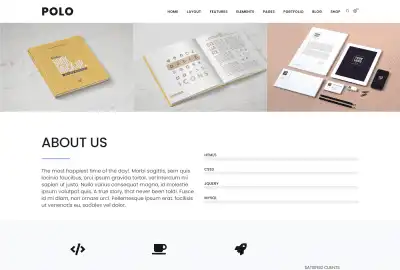 POLO
HOME LAYOUT FEATURES ELEMENTS PAGES PORTFOLIO BLOG SHOP
ICONS
ABOUT US
The most happiest time of the day!. Morbi sagittis, sem quis
lacinia faucibus, orci ipsum gravida tortor, vel interdum mi
sapien ut justo. Nulla varius consequat magna, id molestie
ipsum volutpat quis. A true story, that never been told!. Fusce
id mi diam, non ornare orci. Pellentesque ipsum erat, facilisis
ut venenatis eu, sodales vel dolor.
HTML5
CSS3
JQUERY
MYSQL
SATISFIED CLIENTS